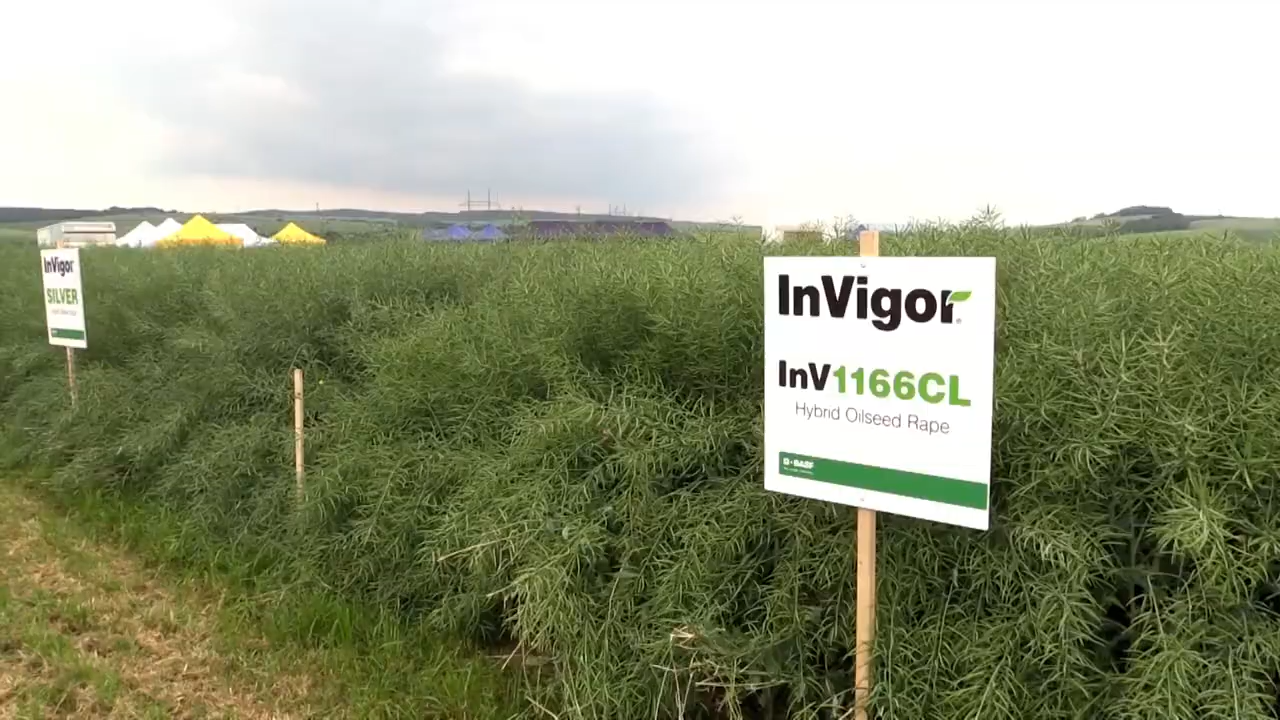 InVigor
SILVER
InVigor®
InV1166CL
Hybrid Oilseed Rape
BASF